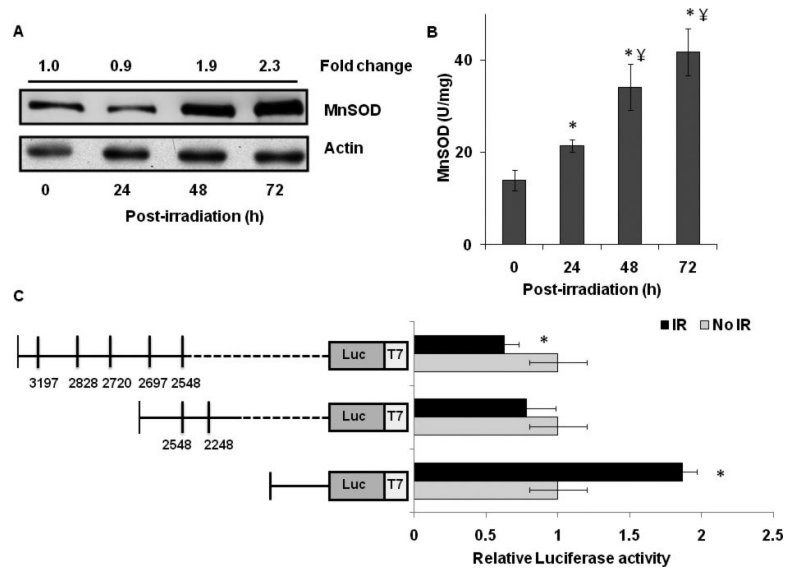 A
1.0 0.9 1.9 2.3 Fold change
MnSOD
Actin
0 24 48 72
Post-irradiation (h)
B
MnSOD (U/mg)
40
20
0
*
* ¥
* ¥
0 24 48 72
Post-irradiation (h)
C
IR No IR
Luc T7
*
3197 2828 2720 2697 2548
Luc T7
2548 2248
Luc T7
*
0 0.5 1 1.5 2 2.5
Relative Luciferase activity